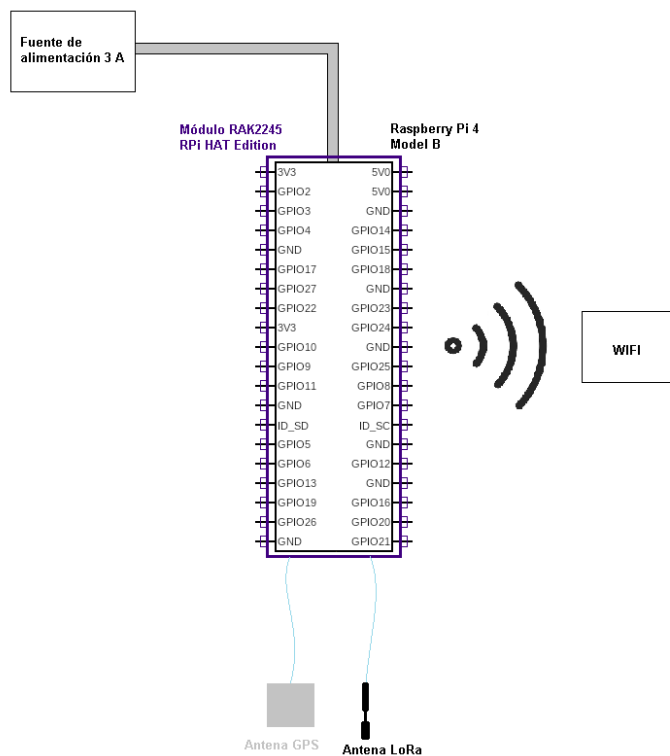 Fuente de
alimentación 3 A
Módulo RAK2245
RPi HAT Edition
Raspberry Pi 4
Model B
3V3
5V0
GPIO2
5V0
GPIO3
GND
GPIO4
GPIO14
GND
GPIO15
GPIO17
GPIO18
GPIO27
GND
GPIO22
GPIO23
3V3
GPIO24
GPIO10
GND
GPIO9
GPIO25
GPIO11
GPIO8
GND
GPIO7
ID_SD
ID_SC
GPIO5
GND
GPIO6
GPIO12
GPIO13
GND
GPIO19
GPIO16
GPIO26
GPIO20
GND
GPIO21
WIFI
Antena GPS
Antena LoRa